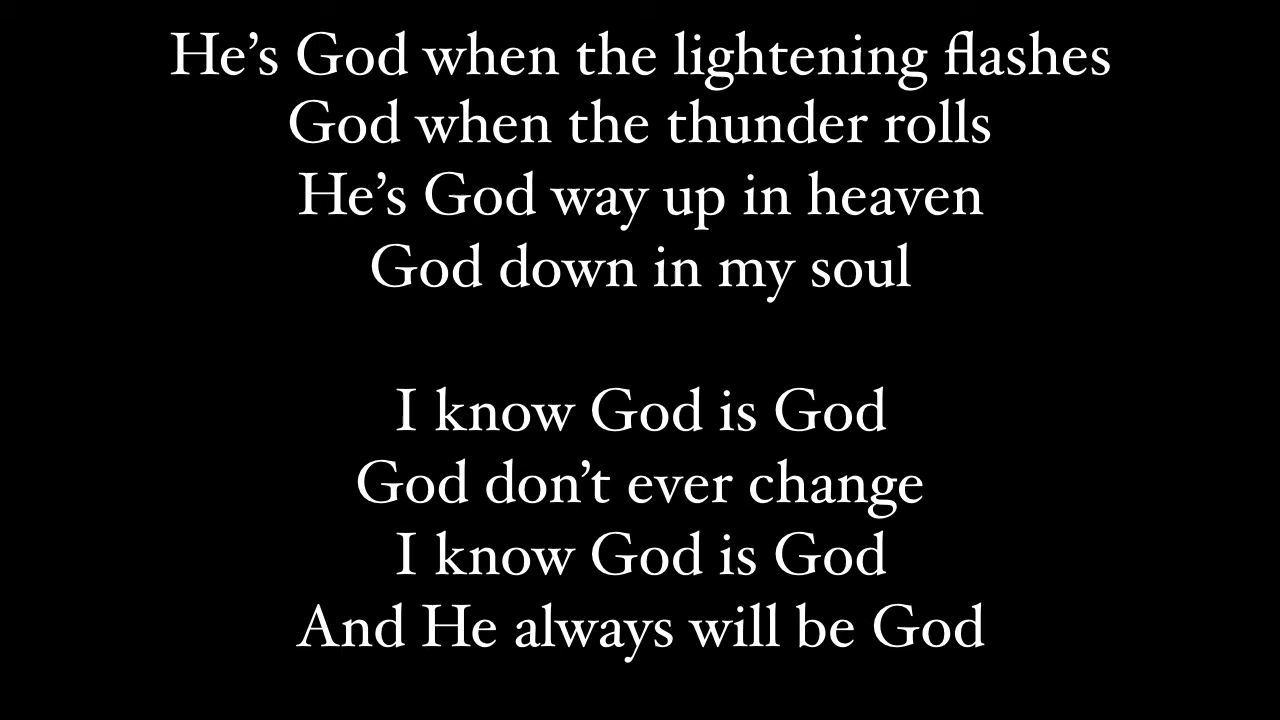 He’s God when the lightening flashes
God when the thunder rolls
He’s God way up in heaven
God down in my soul
I know God is God
God don’t ever change
I know God is God
And He always will be God